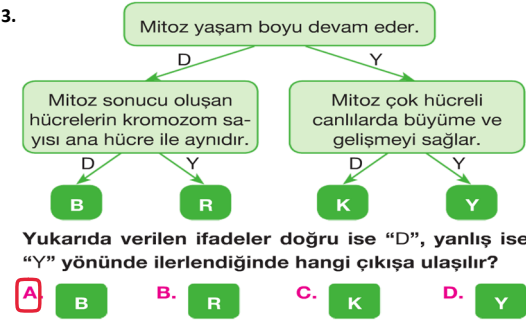 3.
Mitoz yaşam boyu devam eder.
D Y
Mitoz sonucu oluşan
hücrelerin kromozom sa-
yısı ana hücre ile aynıdır.
Mitoz çok hücreli
canlılarda büyüme ve
gelişmeyi sağlar.
D Y D Y
B R K Y
Yukarıda verilen ifadeler doğru ise “D”, yanlış ise
“Y” yönünde ilerlendiğinde hangi çıkışa ulaşılır?
A. B B. R C. K D. Y